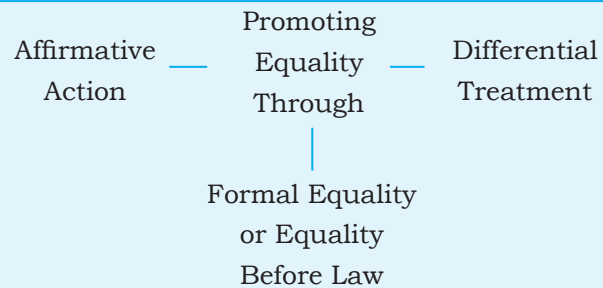 Affirmative
Action
Promoting
Equality
Through
Differential
Treatment
Formal Equality
or Equality
Before Law